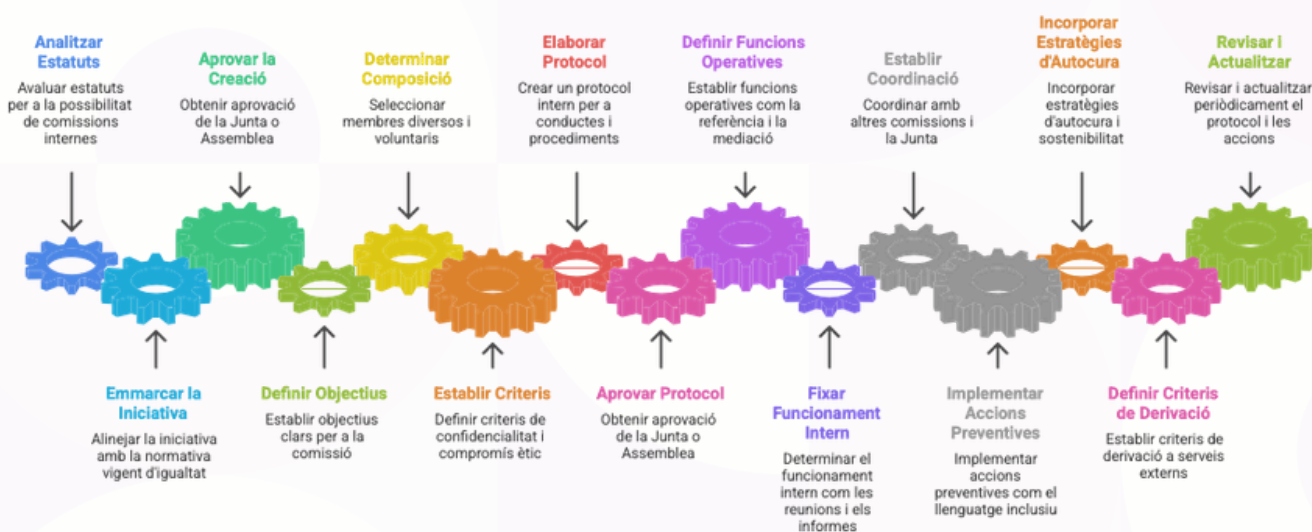 Analitzar
Estatuts
Avaluar estatuts
per a la possibilitat
de comissions
internes
Emmarcar la
Iniciativa
Alinejar la iniciativa
amb la normativa
vigent d'igualtat
Aprovar la
Creació
Obtenir aprovació
de la Junta o
Assemblea
Definir Objectius
Establir objectius
clars per a la
comissió
Determinar
Composició
Seleccionar
membres diversos i
voluntaris
Establir Criteris
Definir criteris de
confidencialitat i
compromís ètic
Elaborar
Protocol
Crear un protocol
intern per a
conductes i
procediments
Aprovar Protocol
Obtenir aprovació
de la Junta o
Assemblea
Definir Funcions
Operatives
Establir funcions
operatives com la
referència i la
mediació
Fixar
Funcionament
Intern
Determinar el
funcionament
intern com les
reunions i els
informes
Establir
Coordinació
Coordinar amb
altres comissions i
la Junta
Implementar
Accions
Preventives
Implementar
accions
preventives com el
llenguatge inclusiu
Incorporar
Estratègies
d'Autocura
Incorporar
estratègies
d'autocura i
sostenibilitat
Definir Criteris
de Derivació
Establir criteris de
derivació a serveis
externs
Revisar i
Actualitzar
Revisar i actualitzar
periòdicament el
protocol i les
accions